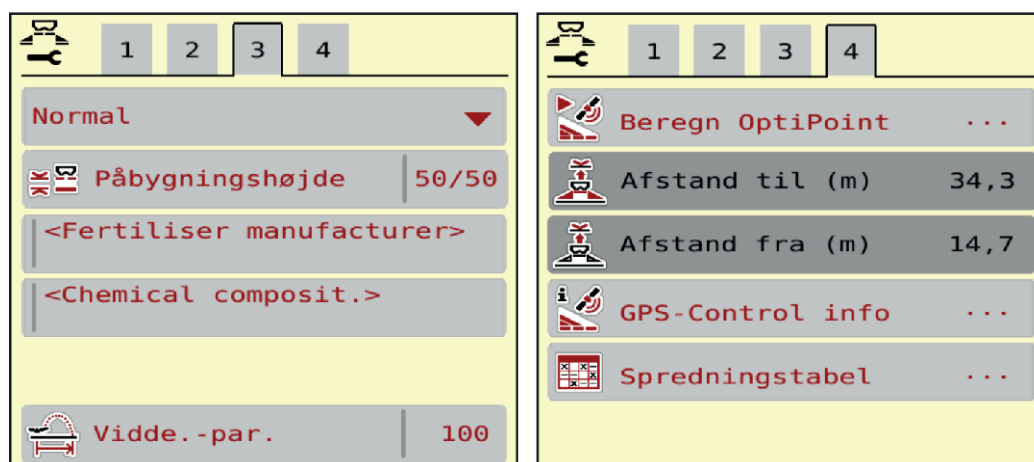 1 2 3 4
Normal
Påbygningshøjde 50/50
<Fertiliser manufacturer>
<Chemical composit.>
Vidde.-par. 100
1 2 3 4
Beregn OptiPoint ...
Afstand til (m) 34,3
Afstand fra (m) 14,7
i
GPS-Control info ...
Spredningstabel ...